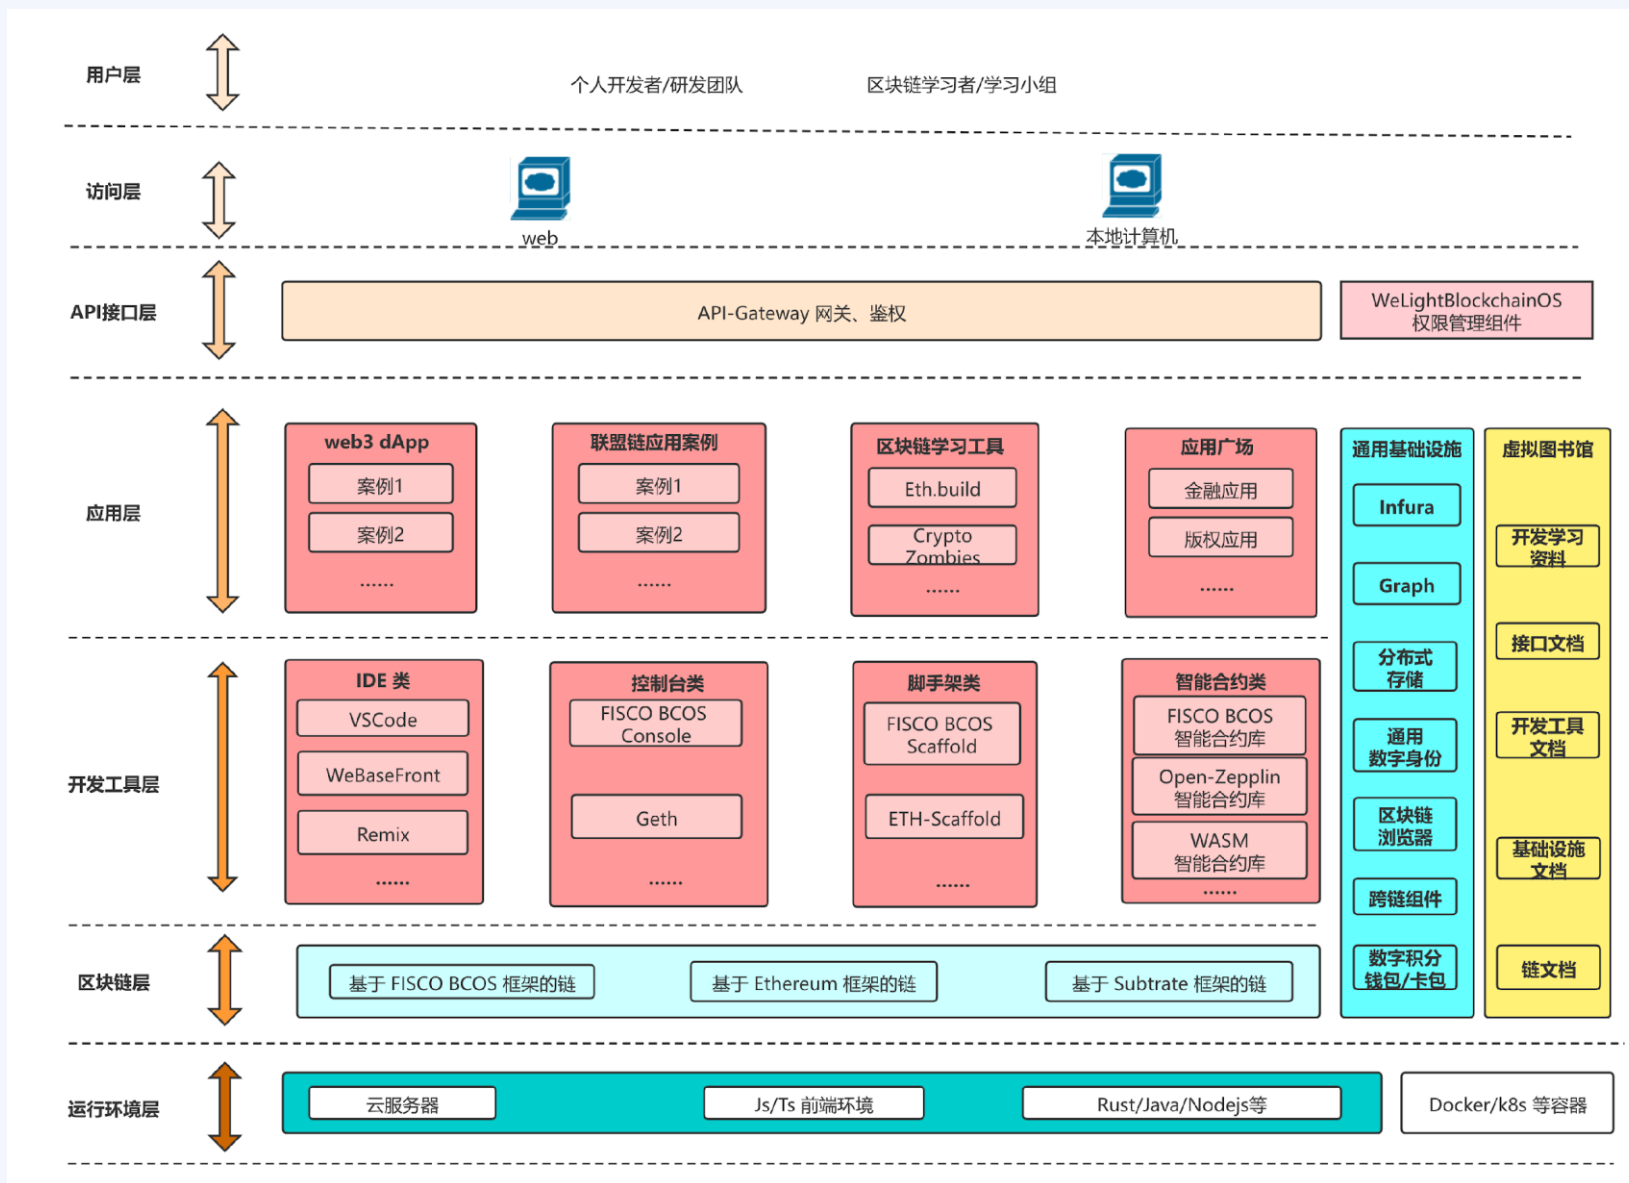 用户层
个人开发者/研发团队
区块链学习者/学习小组
访问层
web
本地计算机
API接口层
API-Gateway 网关、鉴权
WeLightBlockchainOS
权限管理组件
应用层
web3 dApp
案例1
案例2
......
联盟链应用案例
案例1
案例2
......
区块链学习工具
Eth.build
Crypto
Zombies
......
应用广场
金融应用
版权应用
......
开发工具层
IDE 类
VSCode
WeBaseFront
Remix
......
控制台类
FISCO BCOS
Console
Geth
......
脚手架类
FISCO BCOS
Scaffold
ETH-Scaffold
......
智能合约类
FISCO BCOS
智能合约库
Open-Zepplin
智能合约库
WASM
智能合约库
......
通用基础设施
Infura
Graph
分布式
存储
通用
数字身份
区块链
浏览器
跨链组件
数字积分
钱包/卡包
虚拟图书馆
开发学习
资料
接口文档
开发工具
文档
基础设施
文档
链文档
区块链层
基于 FISCO BCOS 框架的链
基于 Ethereum 框架的链
基于 Subtrate 框架的链
运行环境层
云服务器
Js/Ts 前端环境
Rust/Java/Nodejs等
Docker/k8s 等容器